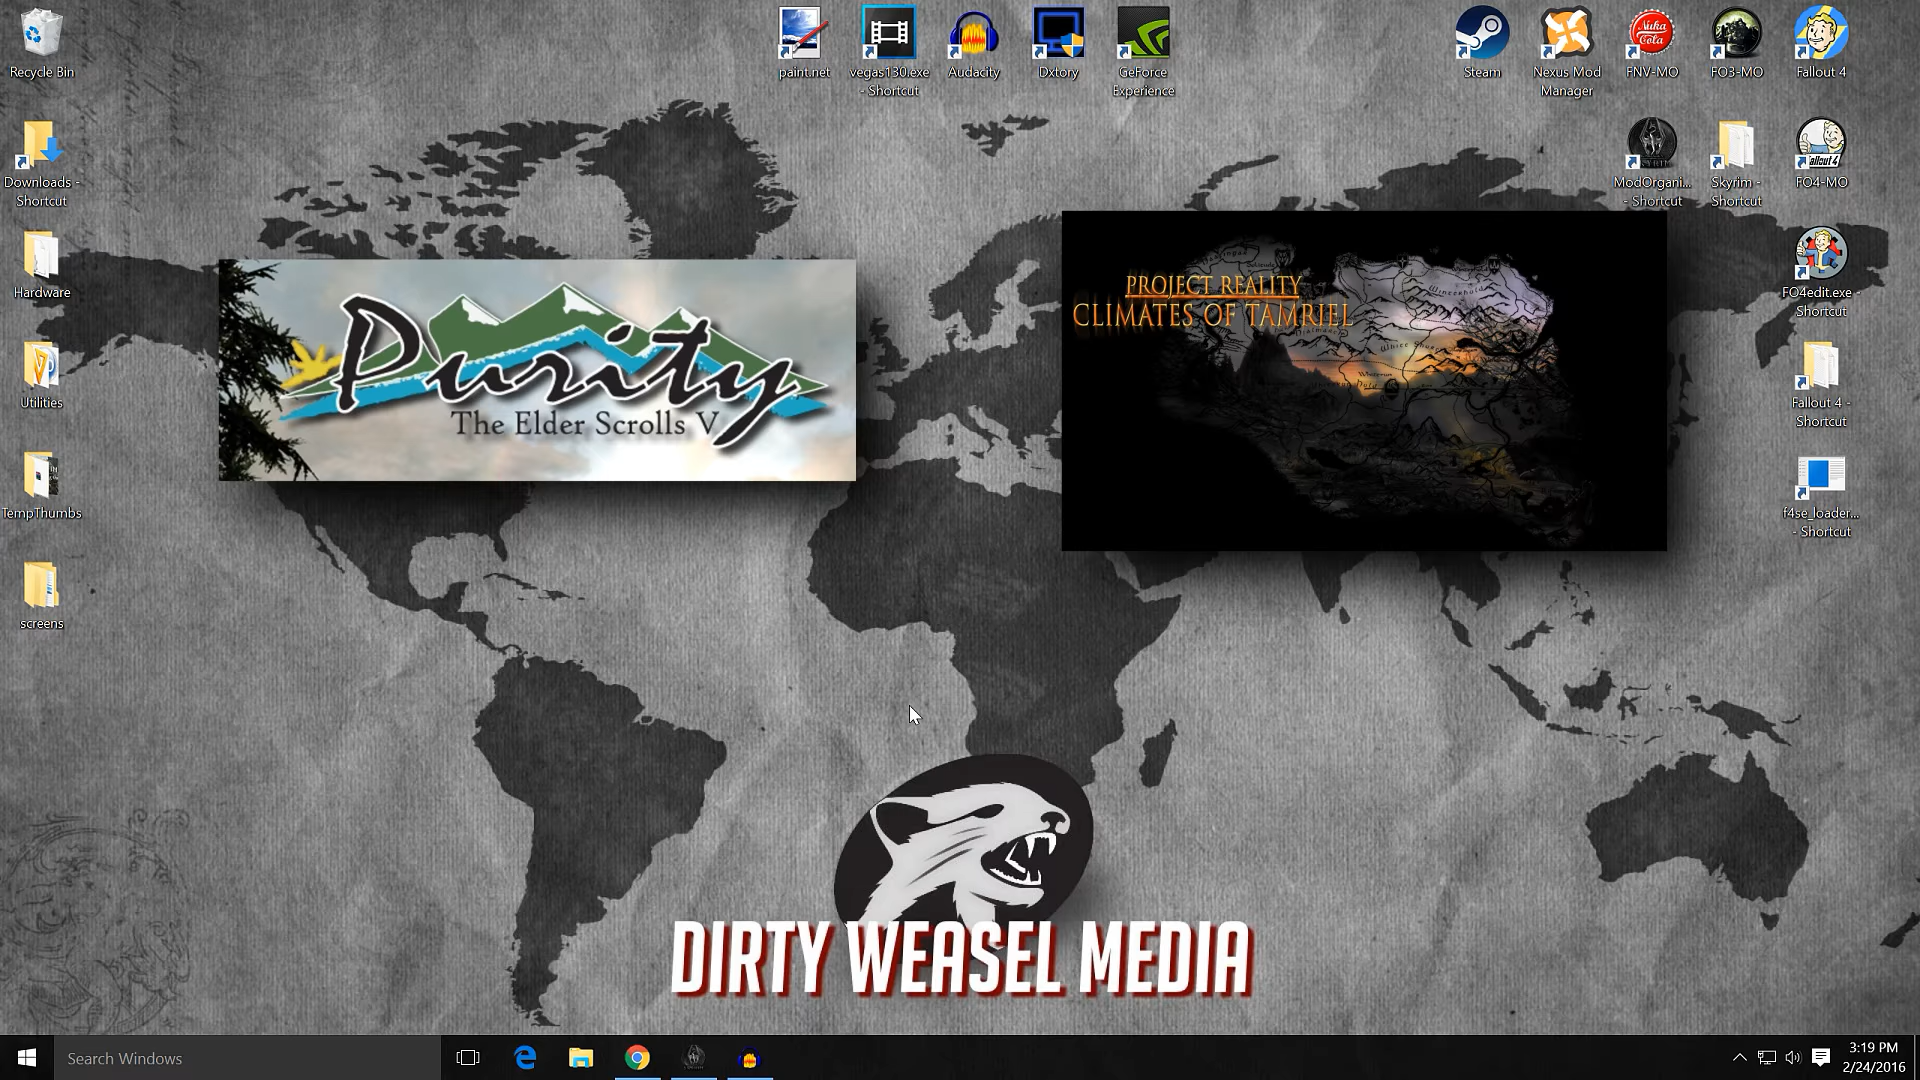 Recycle Bin
paint.net
vegas130.exe
- Shortcut
Audacity
Dxtory
GeForce
Experience
Steam
Nexus Mod
Manager
Nuka
Cola
FNV-MO
FO3-MO
Fallout 4
Downloads -
Shortcut
ModOrgani...
- Shortcut
Skyrim -
Shortcut
FO4-MO
Hardware
FO4edit.exe -
Shortcut
Utilities
Fallout 4 -
Shortcut
TempThumbs
f4se_loader...
- Shortcut
screens
Purity
The Elder Scrolls V
PROJECT REALITY
CLIMATES OF TAMRIEL
Winterhold
DIRTY WEASEL MEDIA
Search Windows
3:19 PM
2/24/2016